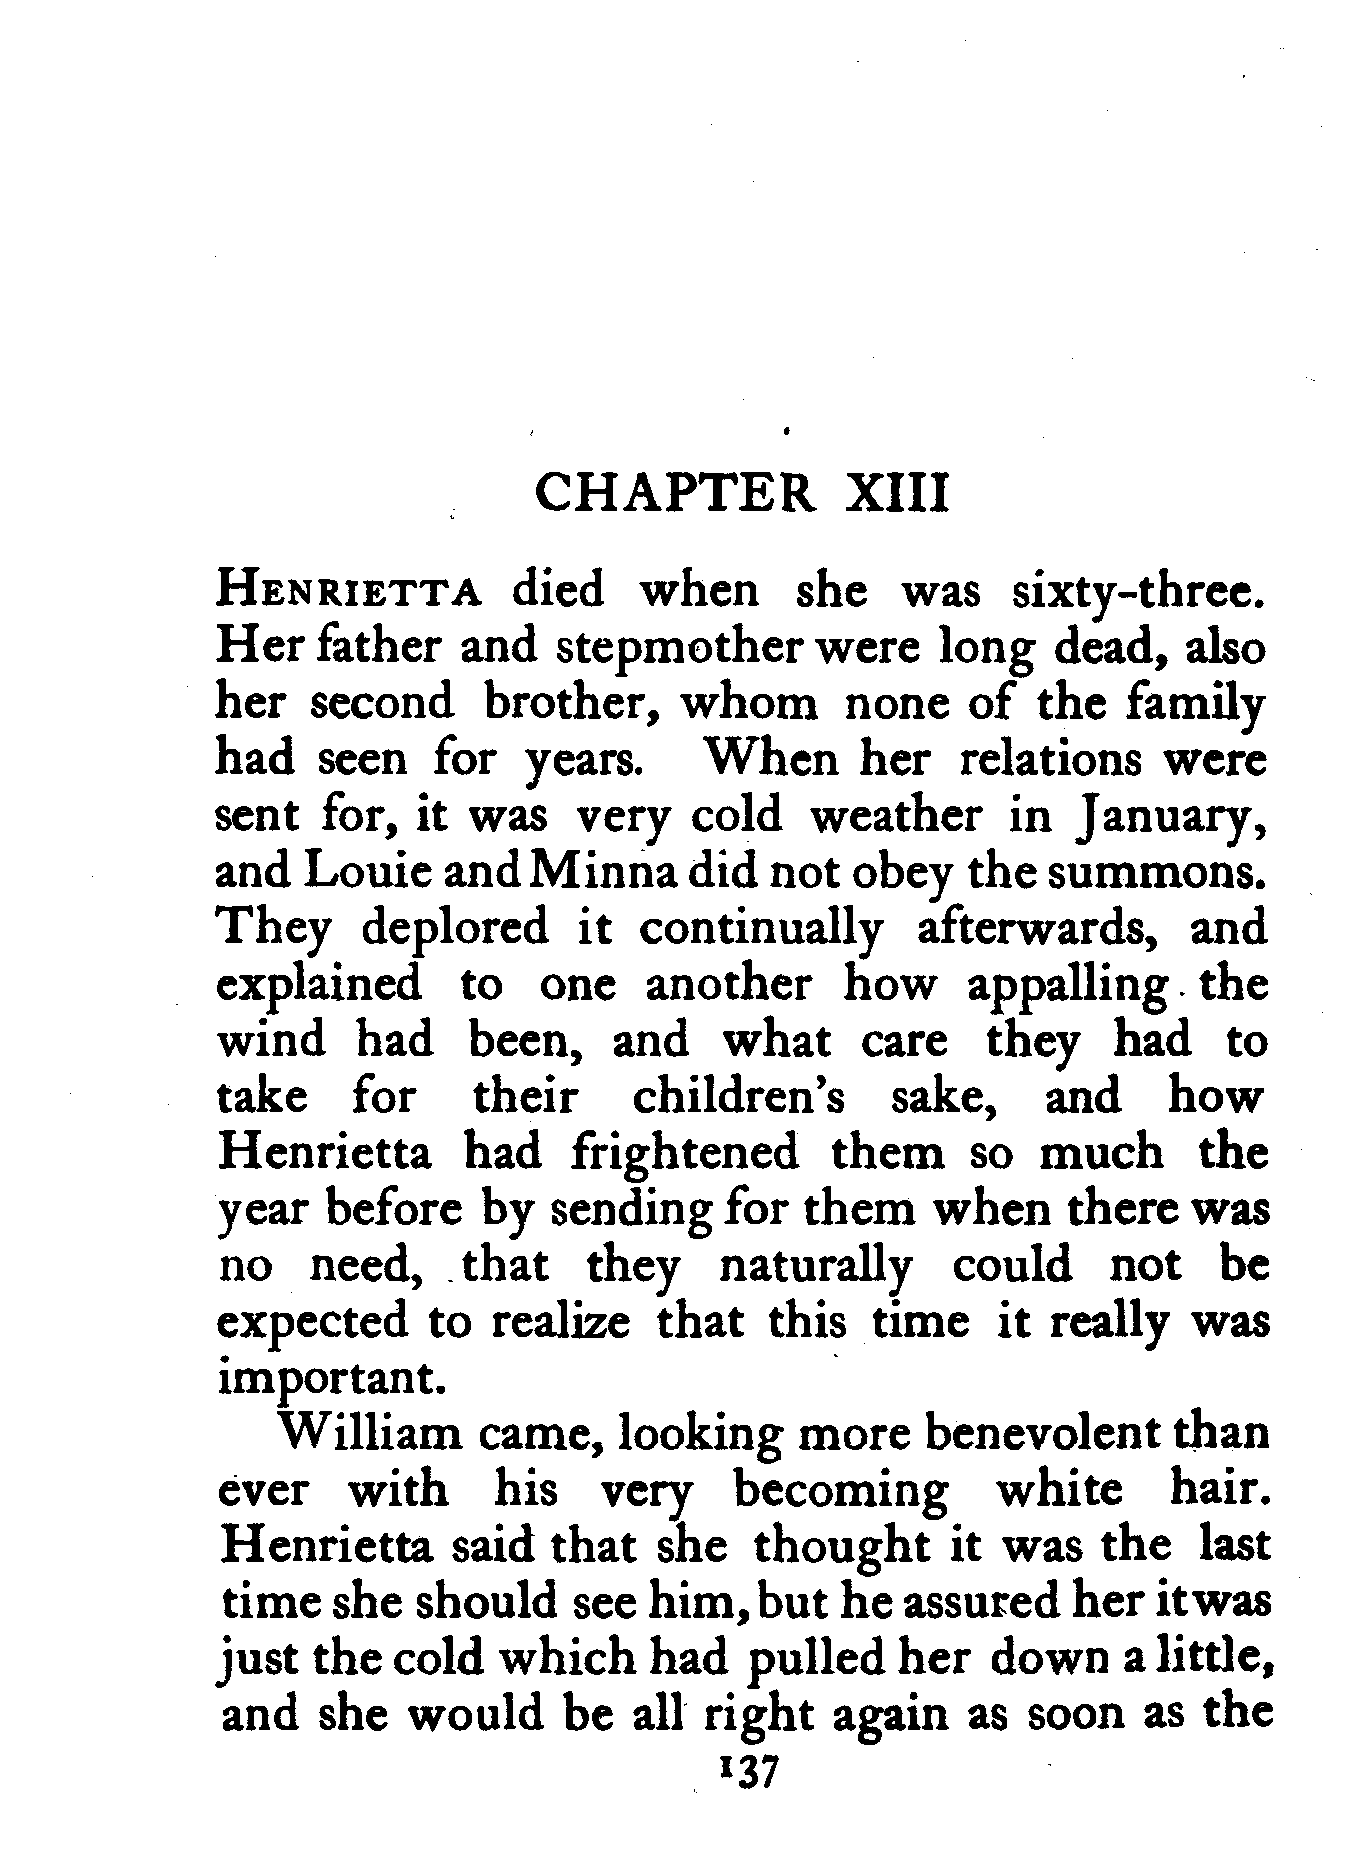 CHAPTER XIII
HENRIETTA died when she was sixty-three.
Her father and stepmother were long dead, also
her second brother, whom none of the family
had seen for years. When her relations were
sent for, it was very cold weather in January,
and Louie and Minna did not obey the summons.
They deplored it continually afterwards, and
explained to one another how appalling the
wind had been, and what care they had to
take for their children's sake, and how
Henrietta had frightened them so much the
year before by sending for them when there was
no need, that they naturally could not be
expected to realize that this time it really was
important.
William came, looking more benevolent than
ever with his very becoming white hair.
Henrietta said that she thought it was the last
time she should see him, but he assured her it was
just the cold which had pulled her down a little,
and she would be all right again as soon as the
137